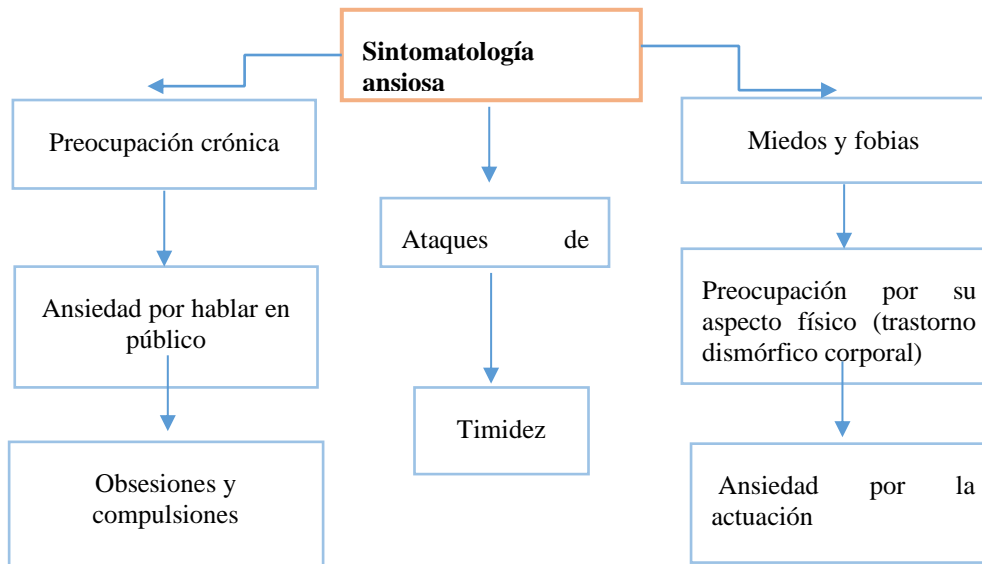 Sintomatología
ansiosa
Preocupación crónica
Miedos y fobias
Ataques de
Ansiedad por hablar en
público
Preocupación por su
aspecto físico (trastorno
dismórfico corporal)
Timidez
Obsesiones y
compulsiones
Ansiedad por la
actuación